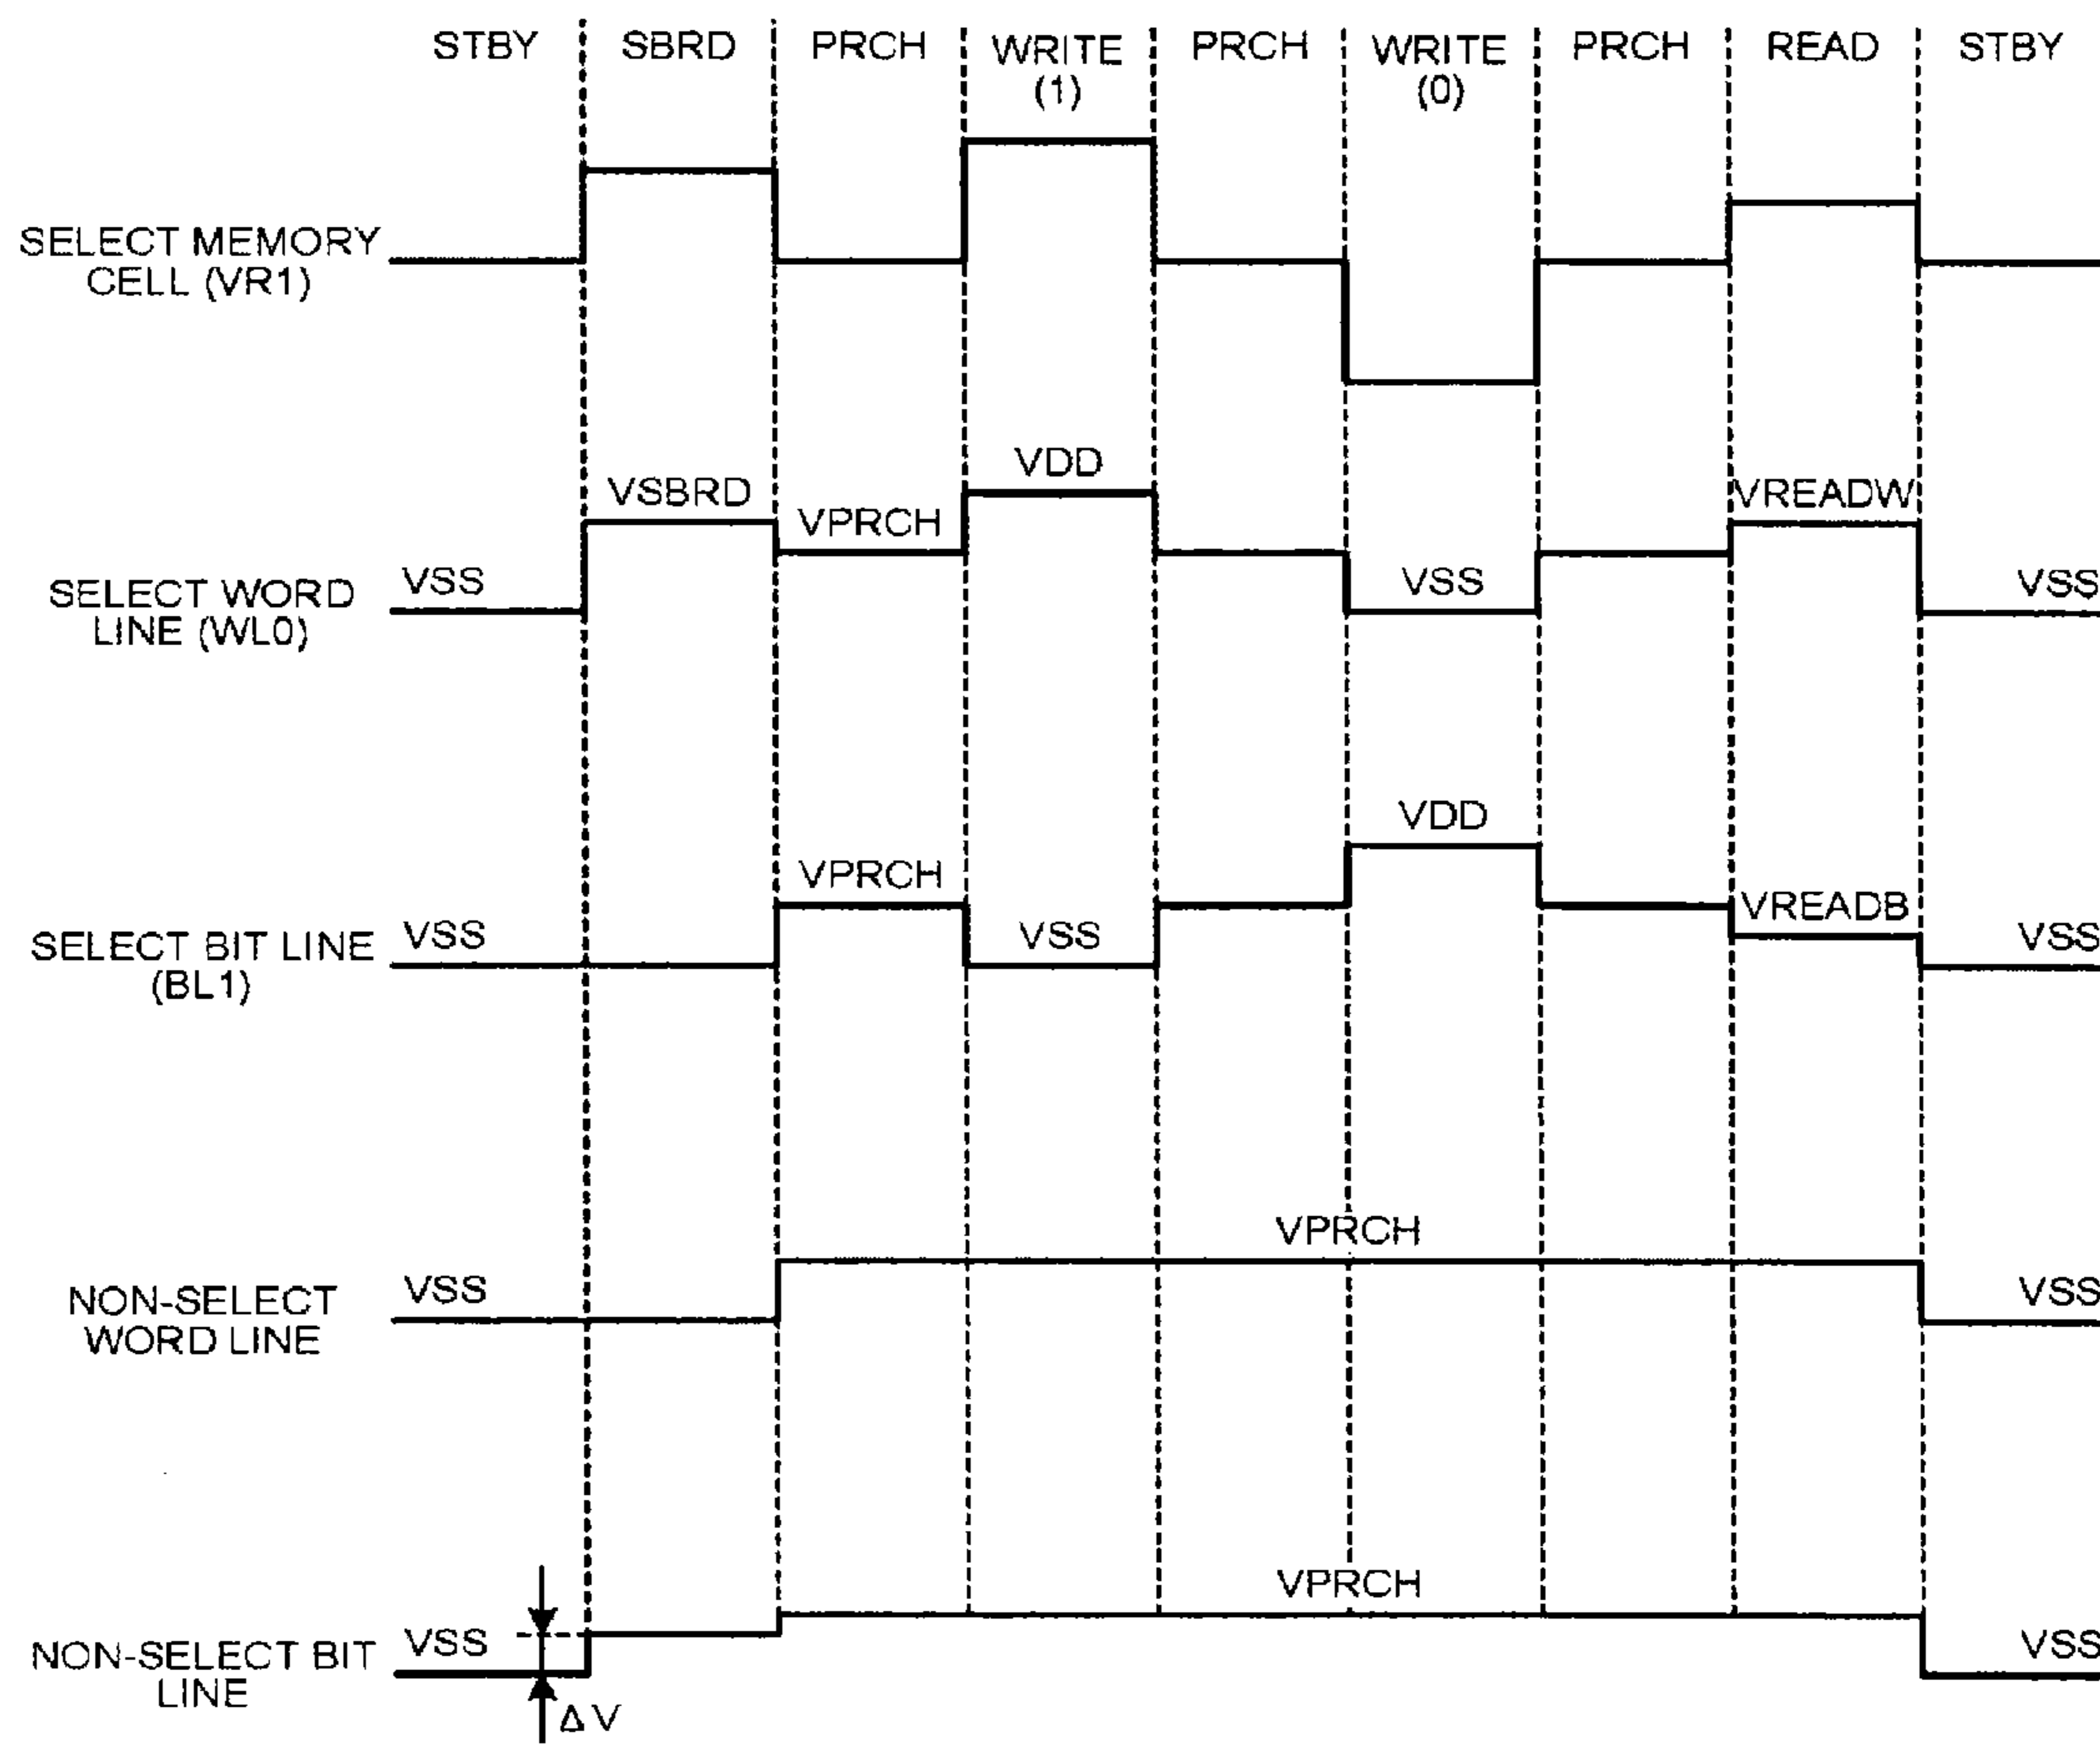 STBY SBRD PRCH WRITE PRCH WRITE PRCH READ STBY
(1) (0)
SELECT MEMORY
CELL (VR1)
VDD
VSBRD VPRCH VREADW
SELECT WORD
LINE (WL0)
VSS VSS VSS
VDD
VPRCH VREADB
SELECT BIT LINE
(BL1)
VSS VSS VSS
VPRCH
NON-SELECT
WORD LINE
VSS VSS
VPRCH
NON-SELECT BIT
LINE
VSS VSS
ΔV